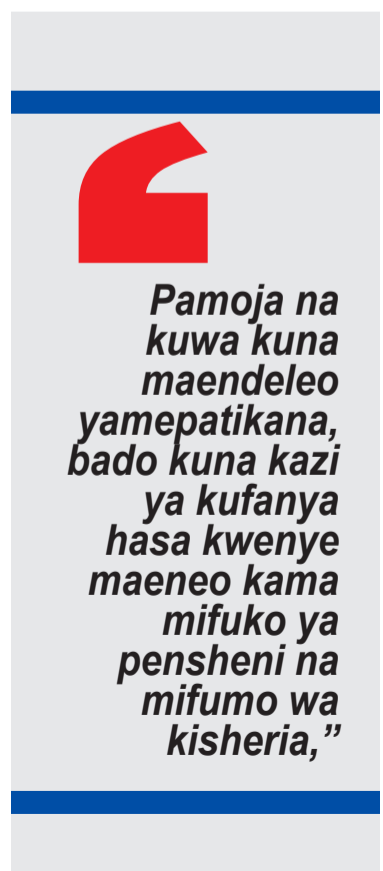 Pamoja na
kuwa kuna
maendeleo
yamepatikana,
bado kuna kazi
ya kufanya
hasa kwenye
maeneo kama
mifuko ya
pensheni na
mifumo wa
kisheria,”